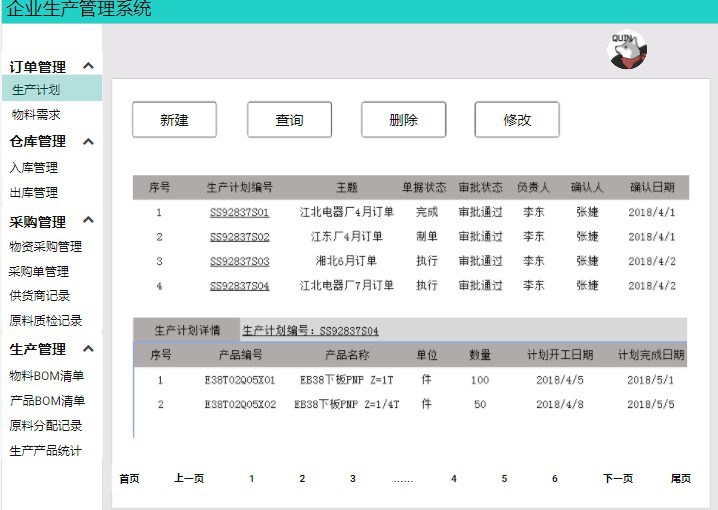 企业生产管理系统
QUIN
订单管理
生产计划
物料需求
仓库管理
入库管理
出库管理
采购管理
物资采购管理
采购单管理
供货商记录
原料质检记录
生产管理
物料BOM清单
产品BOM清单
原料分配记录
生产产品统计
新建 查询 删除 修改
序号 生产计划编号 主题 单据状态 审批状态 负责人 确认人 确认日期
1 SS92837S01 江北电器厂4月订单 完成 审批通过 李东 张婕 2018/4/1
2 SS92837S02 江东厂4月订单 制单 审批通过 李东 张婕 2018/4/1
3 SS92837S03 湘北6月订单 执行 审批通过 李东 张婕 2018/4/2
4 SS92837S04 江北电器厂7月订单 执行 审批通过 李东 张婕 2018/4/2
生产计划详情 生产计划编号：SS92837S04
序号 产品编号 产品名称 单位 数量 计划开工日期 计划完成日期
1 E38T02Q05X01 EB38下板PNP Z=1T 件 100 2018/4/5 2018/5/1
2 E38T02Q05X02 EB38下板PNP Z=1/4T 件 50 2018/4/8 2018/5/5
首页 上一页 1 2 3 …… 4 5 6 下一页 尾页